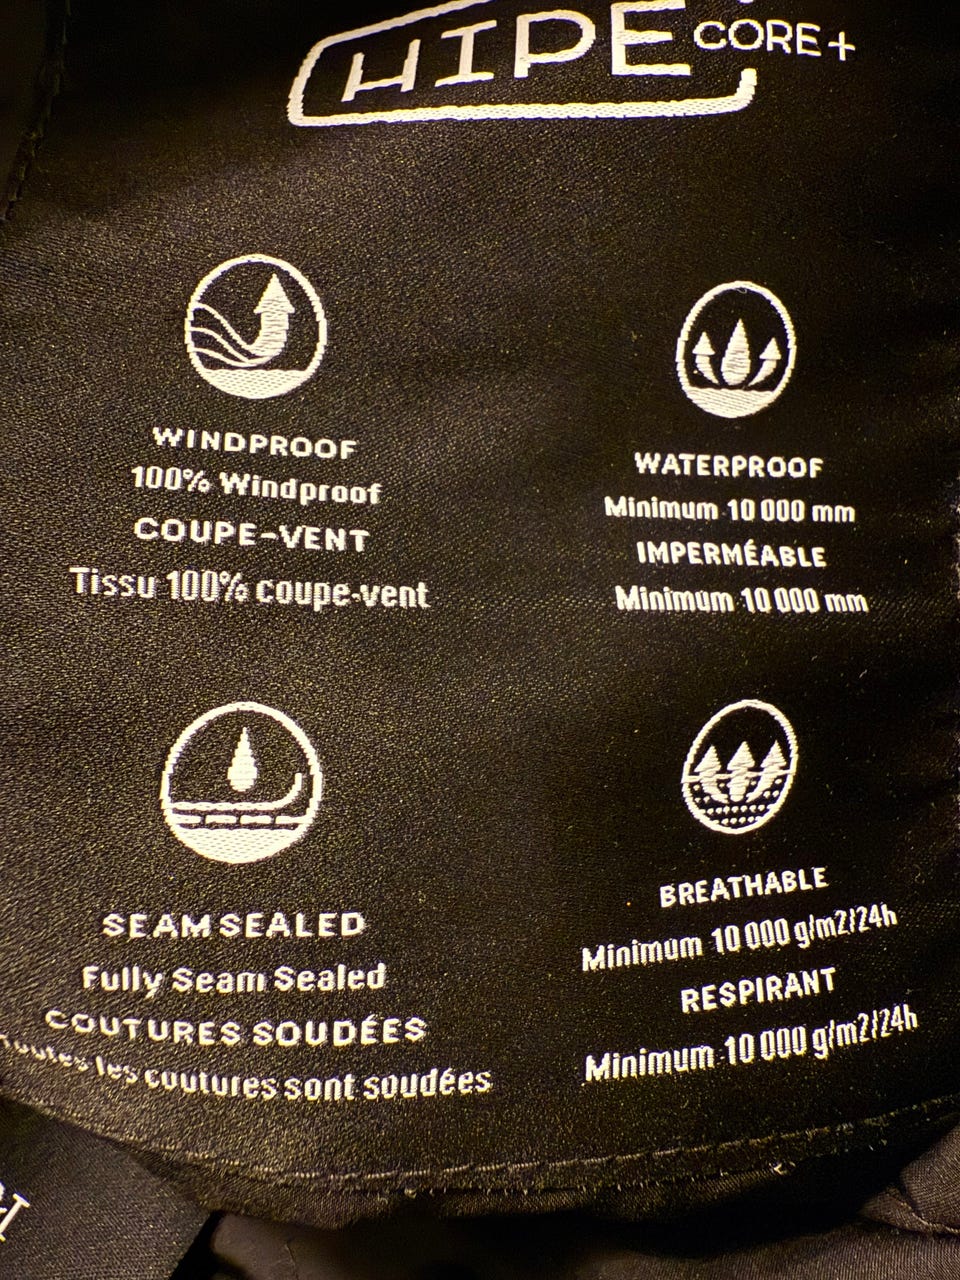 HIPE CORE+
WINDPROOF
100% Windproof
COUPE-VENT
Tissu 100% coupe-vent
WATERPROOF
Minimum 10 000 mm
IMPERMÉABLE
Minimum 10 000 mm
SEAM SEALED
Fully Seam Sealed
COUTURES SOUDÉES
Toutes les coutures sont soudées
BREATHABLE
Minimum 10 000 g/m2/24h
RESPIRANT
Minimum 10 000 g/m2/24h